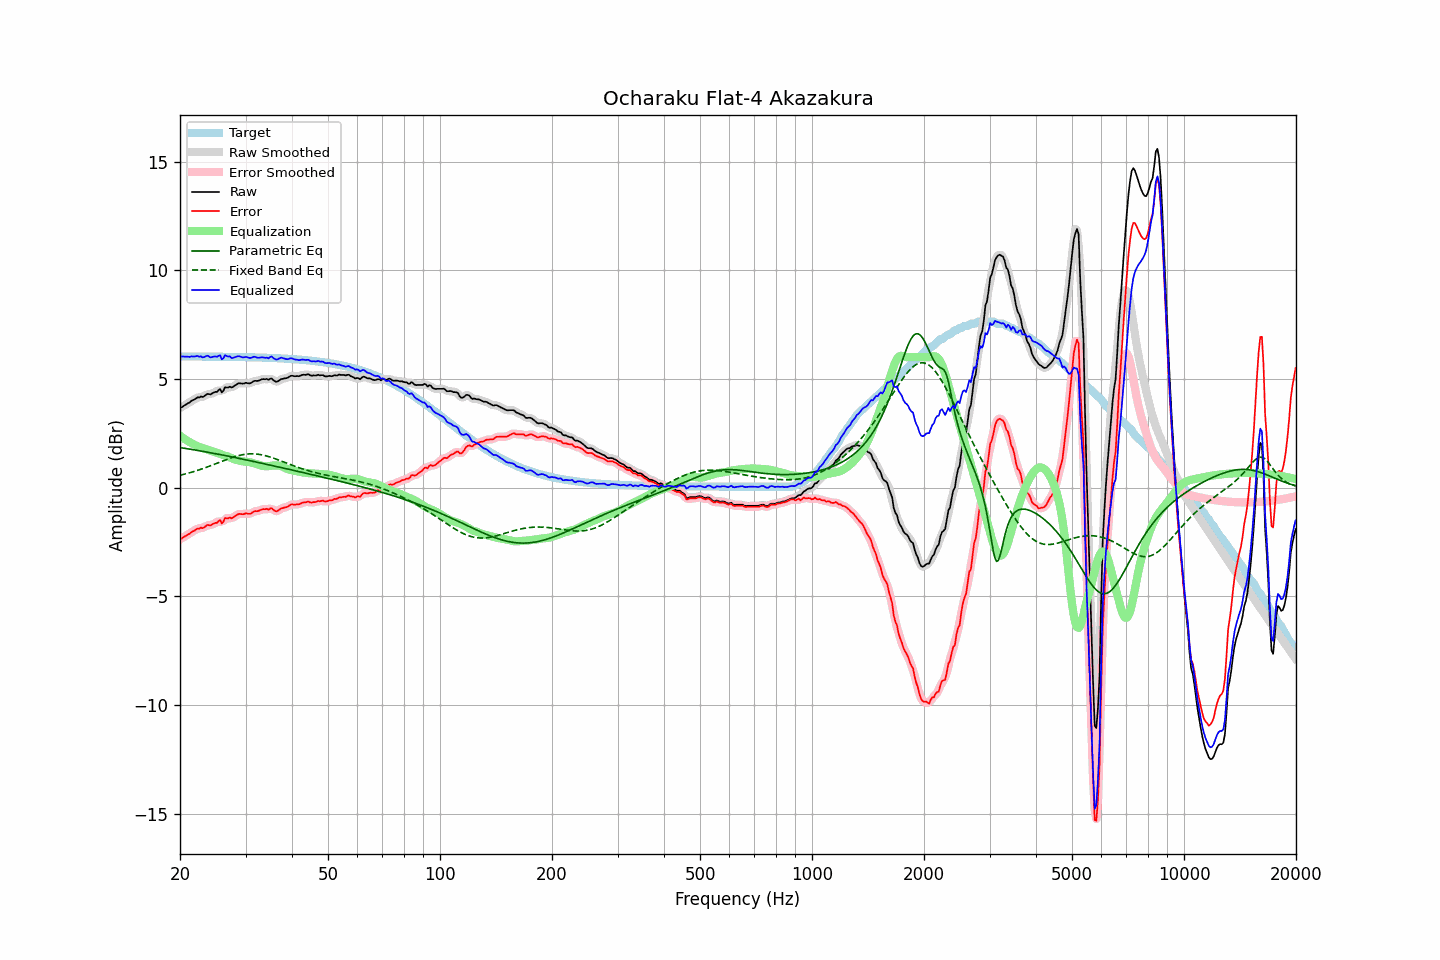 Ocharaku Flat-4 Akazakura
Target
Raw Smoothed
Error Smoothed
Raw
Error
Equalization
Parametric Eq
Fixed Band Eq
Equalized
Amplitude (dBr)
15
10
5
0
−5
−10
−15
20 50 100 200 500 1000 2000 5000 10000 20000
Frequency (Hz)